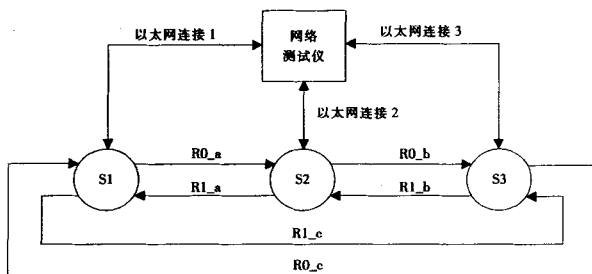 以太网连接 1
网络
测试仪
以太网连接 3
以太网连接 2
R0_a
R0_b
S1
S2
S3
R1_a
R1_b
R1_c
R0_c